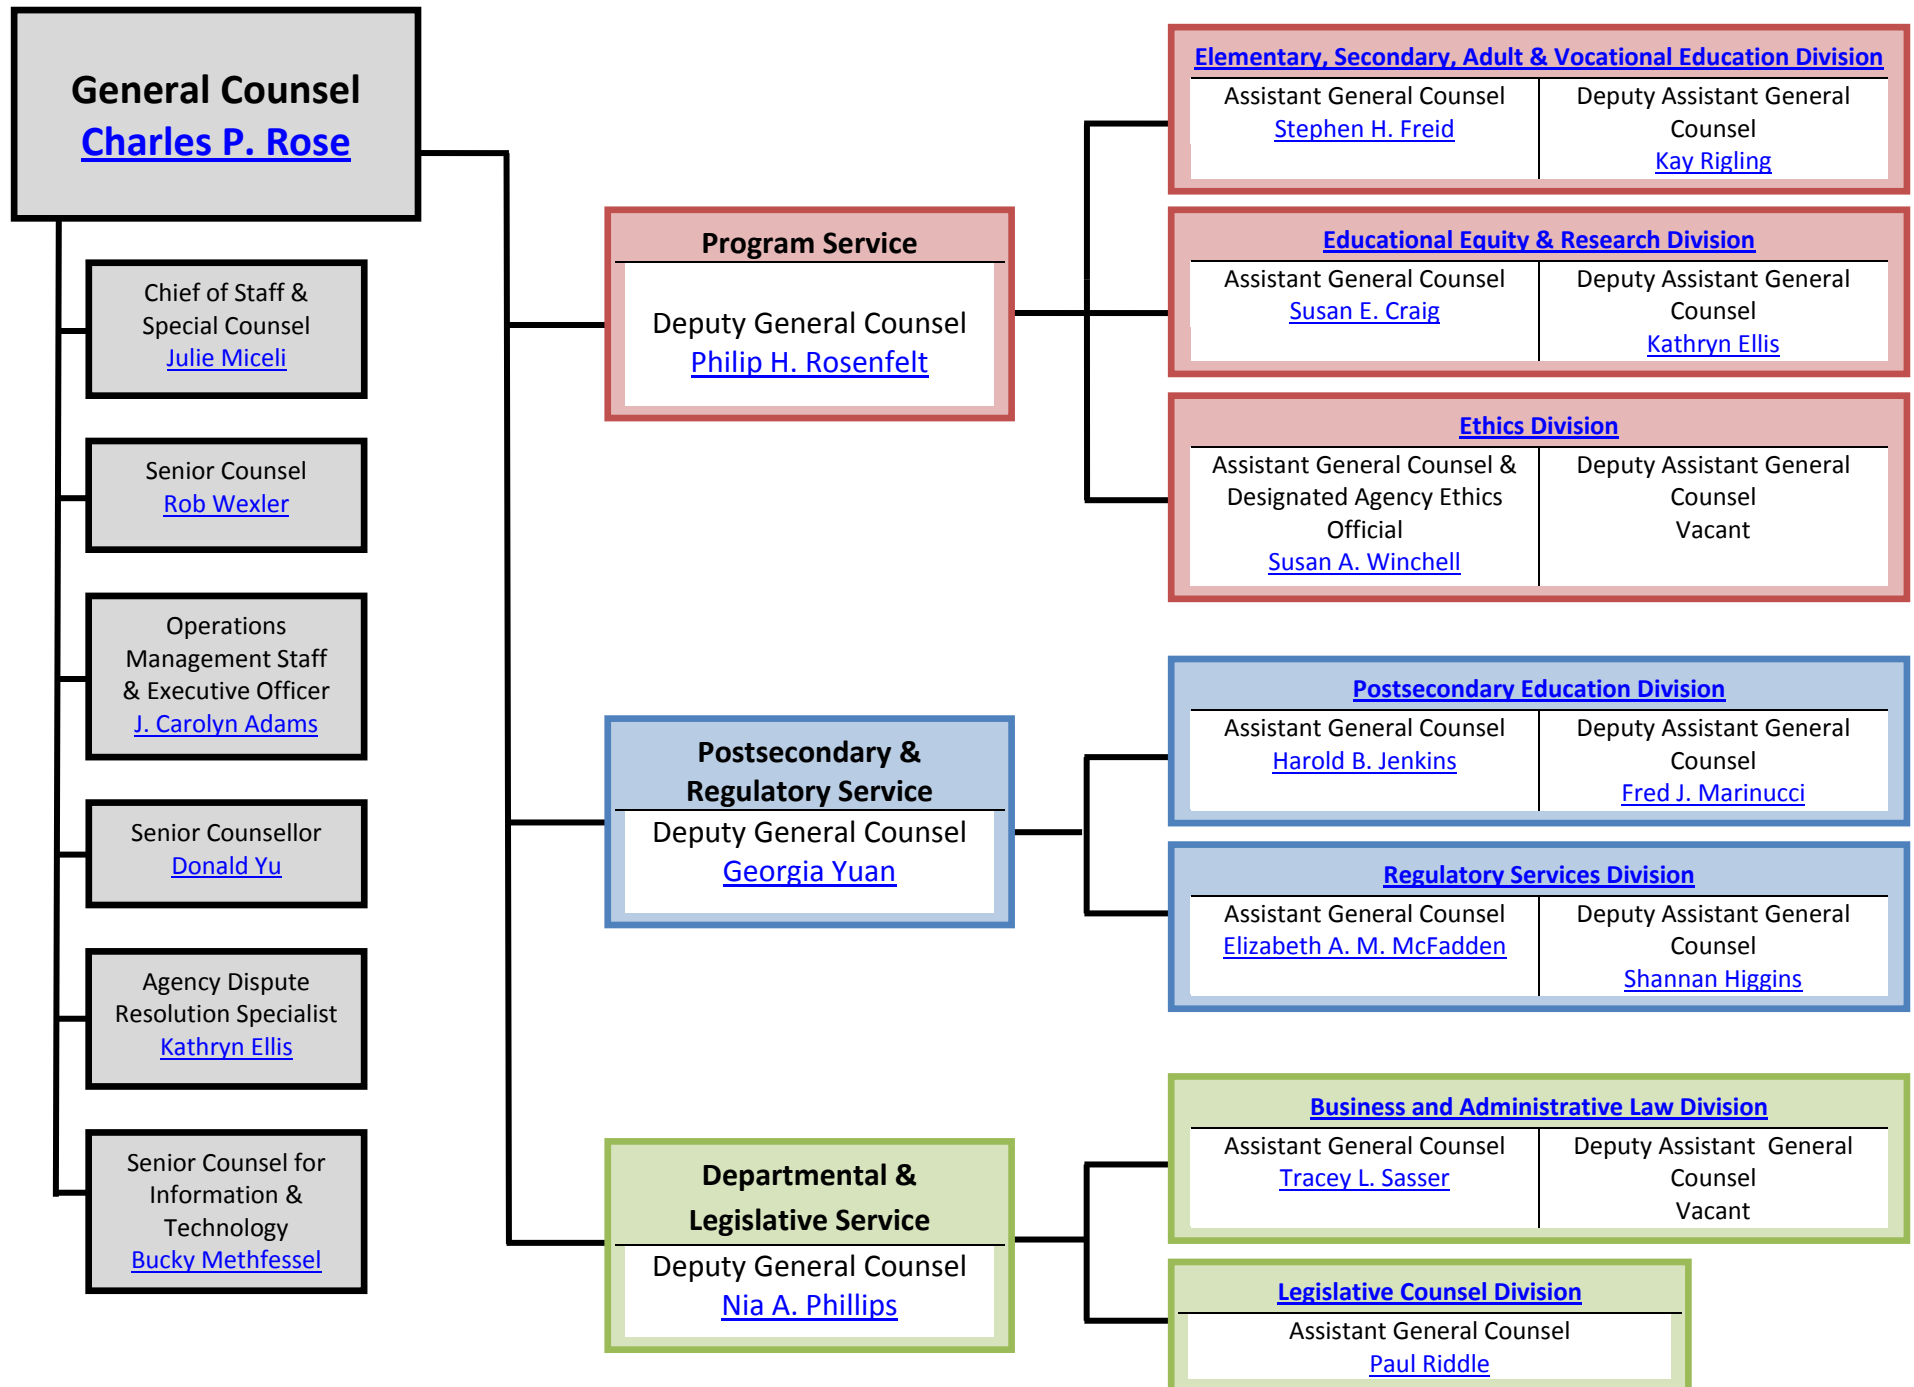 General Counsel
Charles P. Rose
Chief of Staff &
Special Counsel
Julie Miceli
Senior Counsel
Rob Wexler
Operations
Management Staff
& Executive Officer
J. Carolyn Adams
Senior Counsellor
Donald Yu
Agency Dispute
Resolution Specialist
Kathryn Ellis
Senior Counsel for
Information &
Technology
Bucky Methfessel
Program Service
Deputy General Counsel
Philip H. Rosenfelt
Elementary, Secondary, Adult & Vocational Education Division
Assistant General Counsel
Stephen H. Freid
Deputy Assistant General
Counsel
Kay Rigling
Educational Equity & Research Division
Assistant General Counsel
Susan E. Craig
Deputy Assistant General
Counsel
Kathryn Ellis
Ethics Division
Assistant General Counsel &
Designated Agency Ethics
Official
Susan A. Winchell
Deputy Assistant General
Counsel
Vacant
Postsecondary &
Regulatory Service
Deputy General Counsel
Georgia Yuan
Postsecondary Education Division
Assistant General Counsel
Harold B. Jenkins
Deputy Assistant General
Counsel
Fred J. Marinucci
Regulatory Services Division
Assistant General Counsel
Elizabeth A. M. McFadden
Deputy Assistant General
Counsel
Shannan Higgins
Departmental &
Legislative Service
Deputy General Counsel
Nia A. Phillips
Business and Administrative Law Division
Assistant General Counsel
Tracey L. Sasser
Deputy Assistant  General
Counsel
Vacant
Legislative Counsel Division
Assistant General Counsel
Paul Riddle